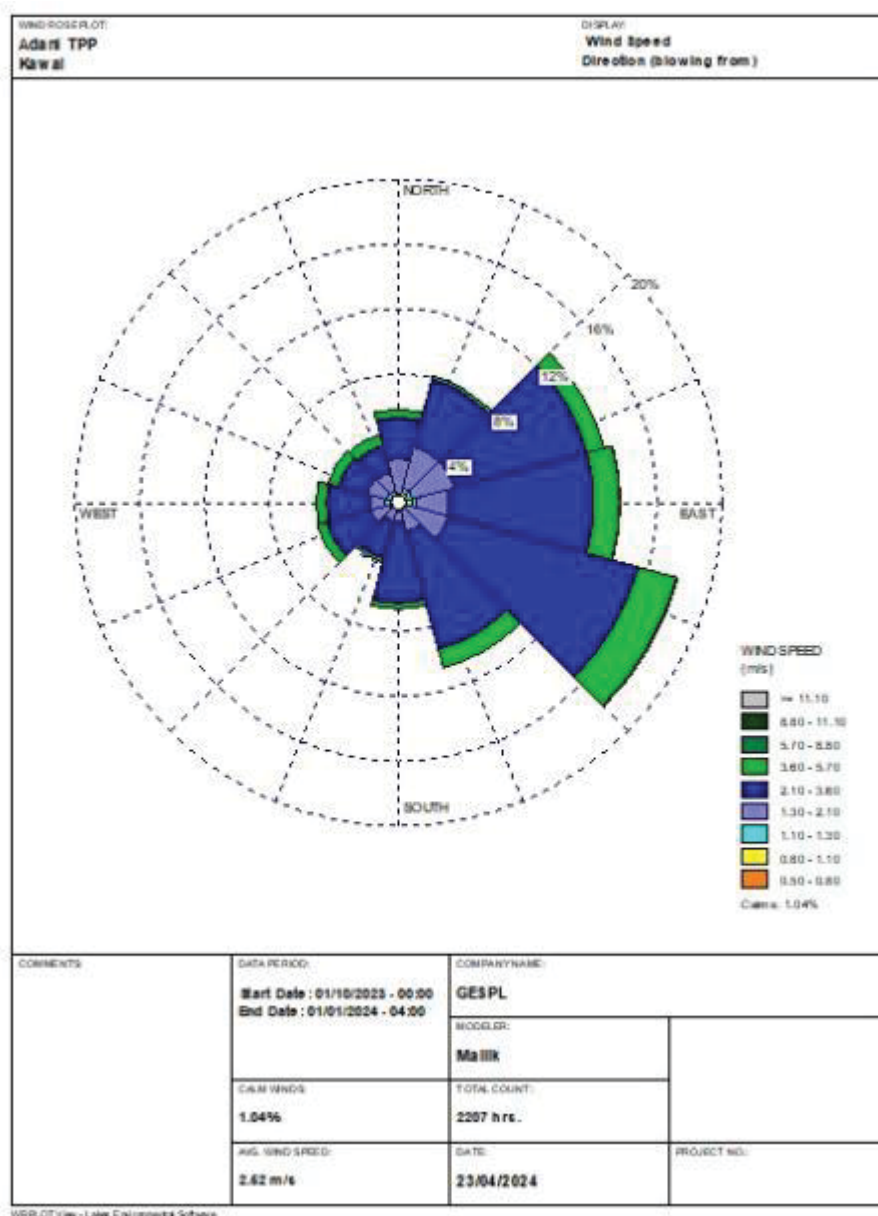 WIND ROSE PLOT:
Adani TPP
Kawai
DISPLAY:
Wind Speed
Direction (blowing from)
NORTH
20%
16%
12%
8%
4%
WEST
EAST
SOUTH
WIND SPEED
(m/s)
>= 11.10
8.80 - 11.10
5.70 - 8.80
3.60 - 5.70
2.10 - 3.60
1.30 - 2.10
1.10 - 1.30
0.80 - 1.10
0.50 - 0.80
Calms: 1.04%
COMMENTS:
DATA PERIOD:
Start Date : 01/10/2023 - 00:00
End Date : 01/01/2024 - 04:00
COMPANY NAME:
GESPL
MODELER:
Mallik
CALM WINDS:
1.04%
TOTAL COUNT:
2207 hrs.
AVG. WIND SPEED:
2.62 m/s
DATE:
23/04/2024
PROJECT NO.:
WRPLOT View - Lakes Environmental Software